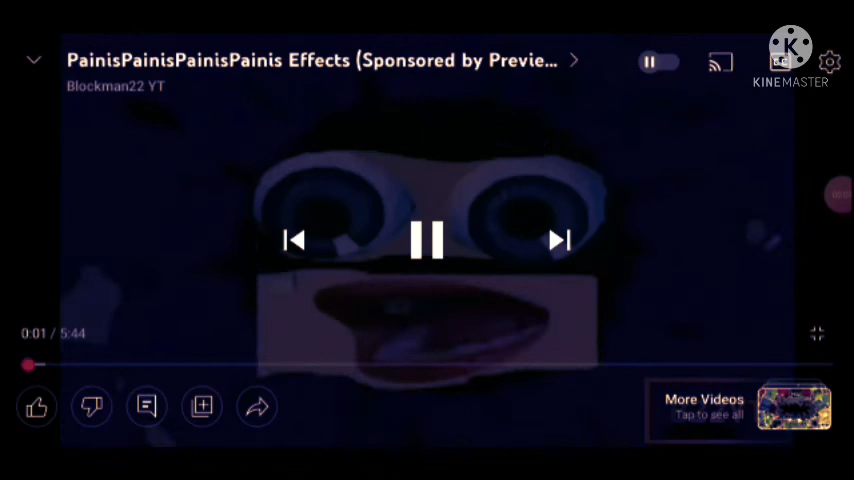 PainisPainisPainisPainis Effects (Sponsored by Previe...
Blockman22 YT
K
KINEMASTER
0:01 / 5:44
More Videos
Tap to see all